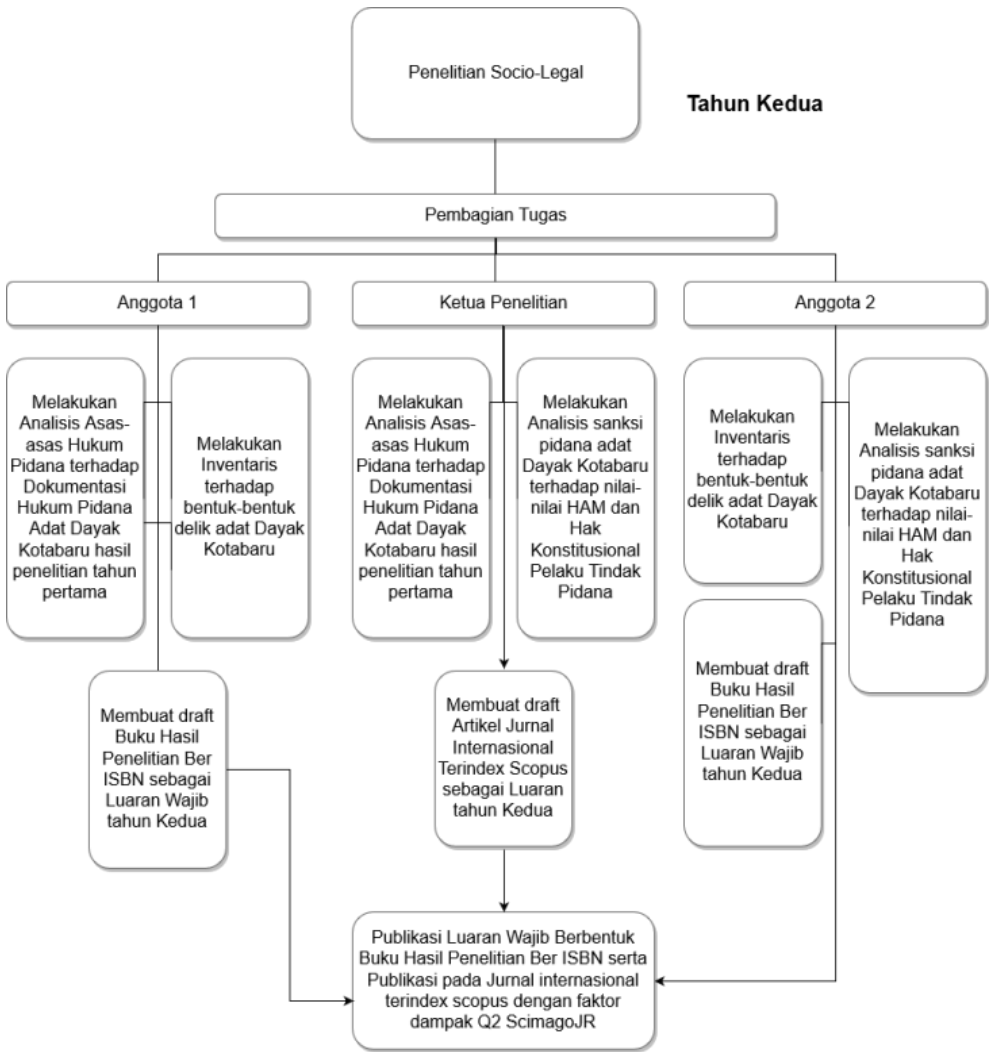 Penelitian Socio-Legal
Tahun Kedua
Pembagian Tugas
Anggota 1
Ketua Penelitian
Anggota 2
Melakukan
Analisis Asas-
asas Hukum
Pidana terhadap
Dokumentasi
Hukum Pidana
Adat Dayak
Kotabaru hasil
penelitian tahun
pertama
Melakukan
Inventaris
terhadap
bentuk-bentuk
delik adat Dayak
Kotabaru
Melakukan
Analisis Asas-
asas Hukum
Pidana terhadap
Dokumentasi
Hukum Pidana
Adat Dayak
Kotabaru hasil
penelitian tahun
pertama
Melakukan
Analisis sanksi
pidana adat
Dayak Kotabaru
terhadap nilai-
nilai HAM dan
Hak
Konstitusional
Pelaku Tindak
Pidana
Melakukan
Inventaris
terhadap
bentuk-bentuk
delik adat Dayak
Kotabaru
Melakukan
Analisis sanksi
pidana adat
Dayak Kotabaru
terhadap nilai-
nilai HAM dan
Hak
Konstitusional
Pelaku Tindak
Pidana
Membuat draft
Buku Hasil
Penelitian Ber
ISBN sebagai
Luaran Wajib
tahun Kedua
Membuat draft
Artikel Jurnal
Internasional
Terindex Scopus
sebagai Luaran
tahun Kedua
Membuat draft
Buku Hasil
Penelitian Ber
ISBN sebagai
Luaran Wajib
tahun Kedua
Publikasi Luaran Wajib Berbentuk
Buku Hasil Penelitian Ber ISBN serta
Publikasi pada Jurnal internasional
terindex scopus dengan faktor
dampak Q2 ScimagoJR